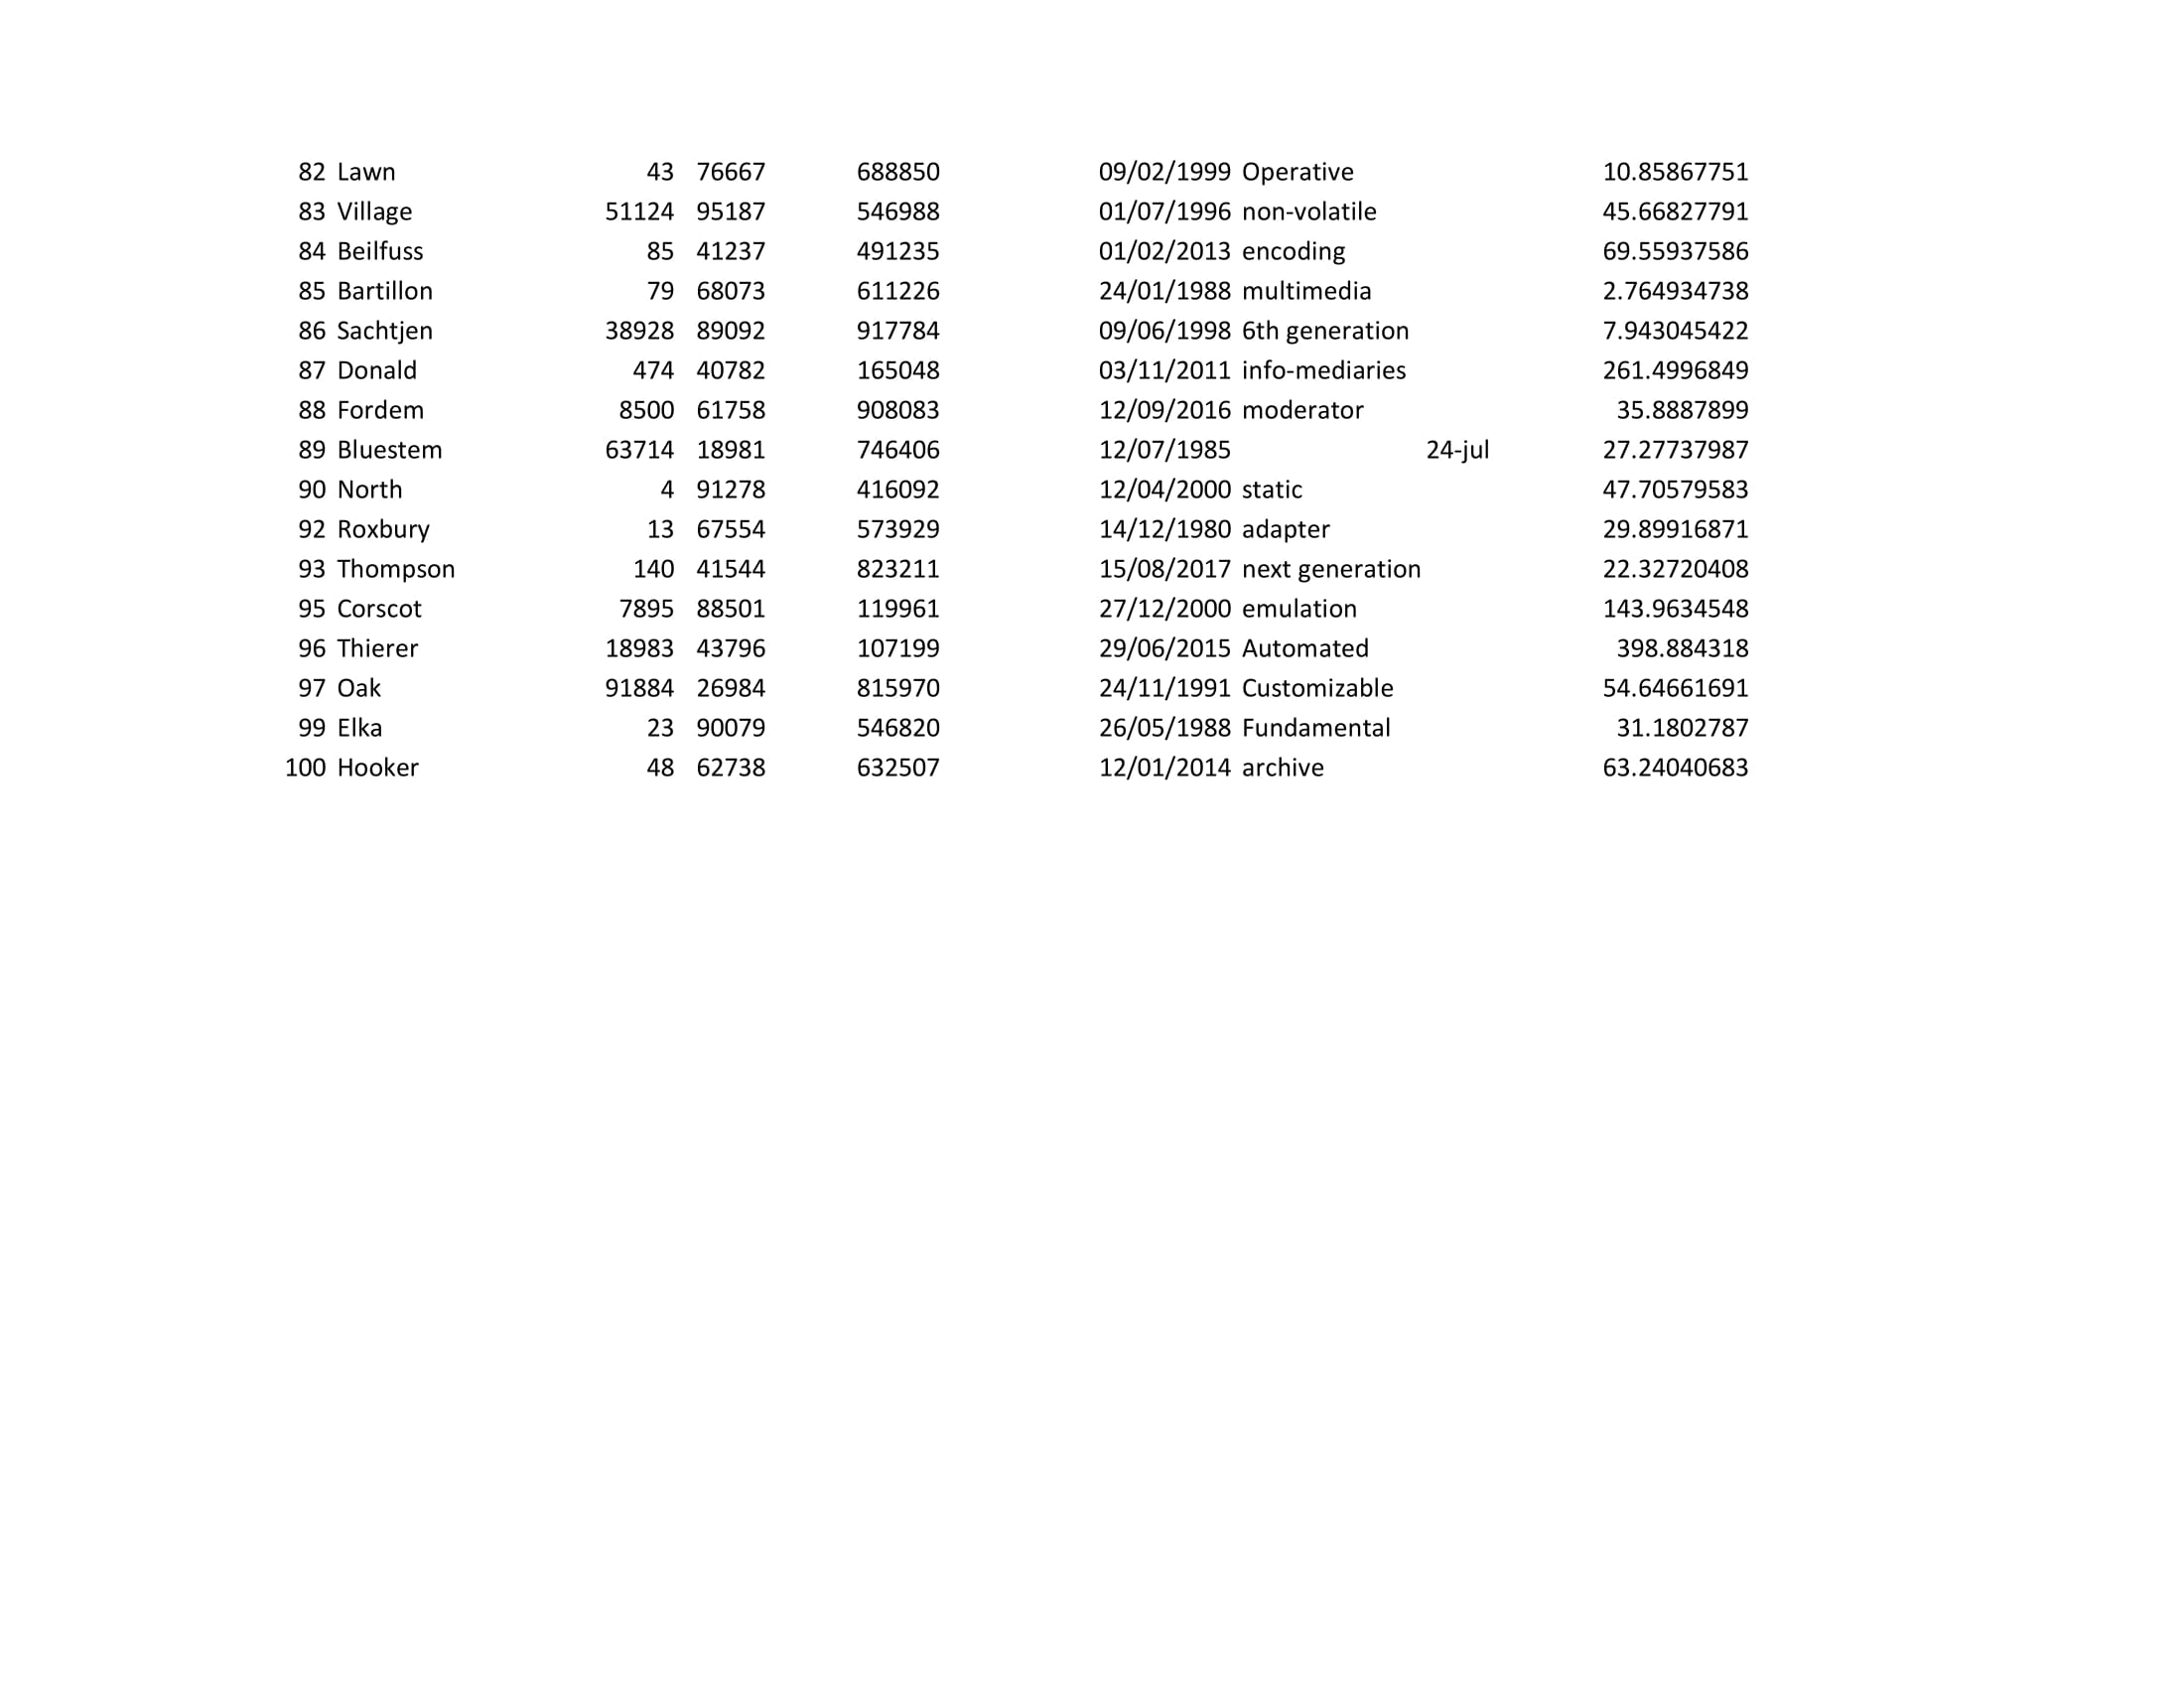 82 Lawn 43 76667 688850 09/02/1999 Operative 10.85867751
83 Village 51124 95187 546988 01/07/1996 non-volatile 45.66827791
84 Beilfuss 85 41237 491235 01/02/2013 encoding 69.55937586
85 Bartillon 79 68073 611226 24/01/1988 multimedia 2.764934738
86 Sachtjen 38928 89092 917784 09/06/1998 6th generation 7.943045422
87 Donald 474 40782 165048 03/11/2011 info-mediaries 261.4996849
88 Fordem 8500 61758 908083 12/09/2016 moderator 35.8887899
89 Bluestem 63714 18981 746406 12/07/1985 24-jul 27.27737987
90 North 4 91278 416092 12/04/2000 static 47.70579583
92 Roxbury 13 67554 573929 14/12/1980 adapter 29.89916871
93 Thompson 140 41544 823211 15/08/2017 next generation 22.32720408
95 Corscot 7895 88501 119961 27/12/2000 emulation 143.9634548
96 Thierer 18983 43796 107199 29/06/2015 Automated 398.884318
97 Oak 91884 26984 815970 24/11/1991 Customizable 54.64661691
99 Elka 23 90079 546820 26/05/1988 Fundamental 31.1802787
100 Hooker 48 62738 632507 12/01/2014 archive 63.24040683